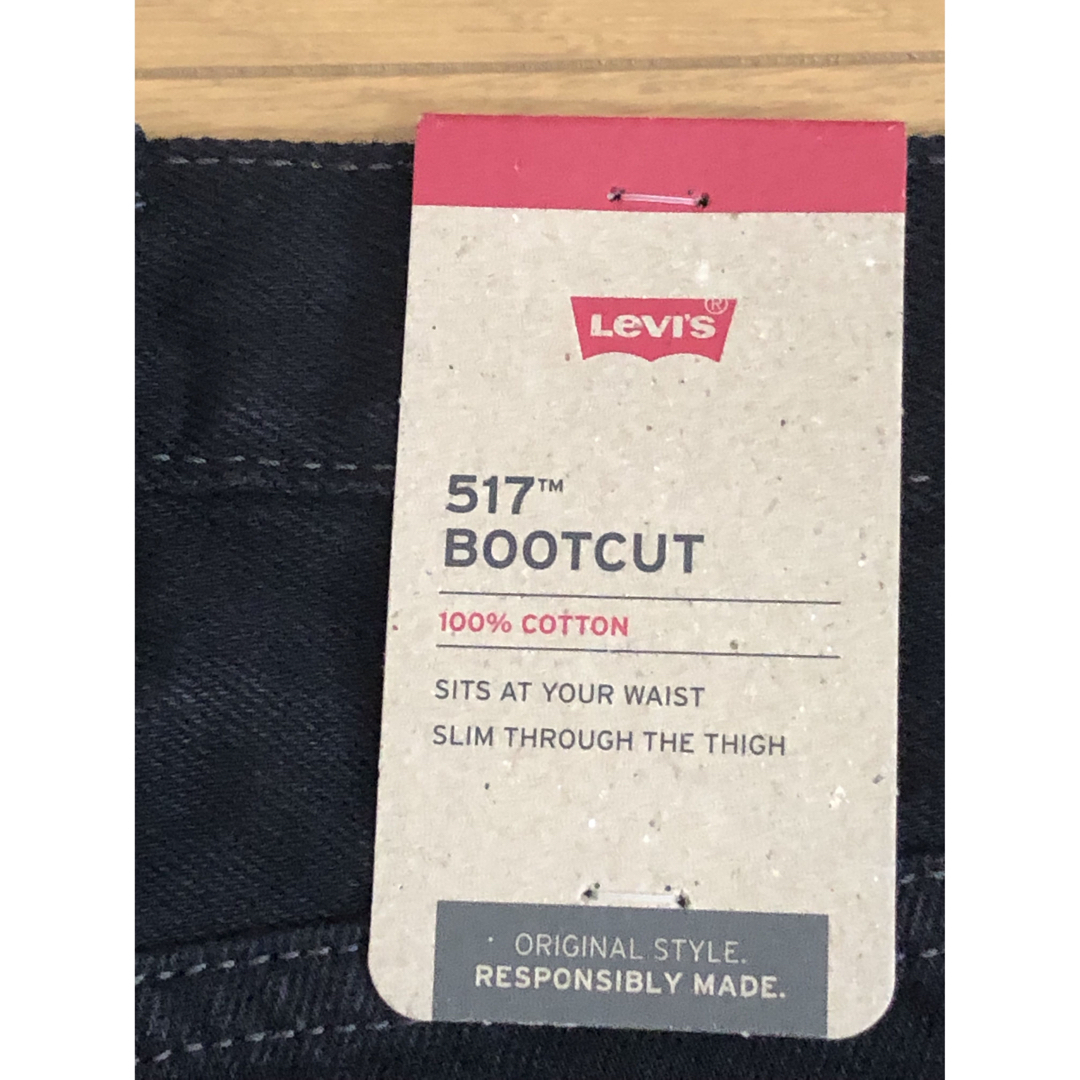 LEVI'S®
517™
BOOTCUT
100% COTTON
SITS AT YOUR WAIST
SLIM THROUGH THE THIGH
ORIGINAL STYLE.
RESPONSIBLY MADE.